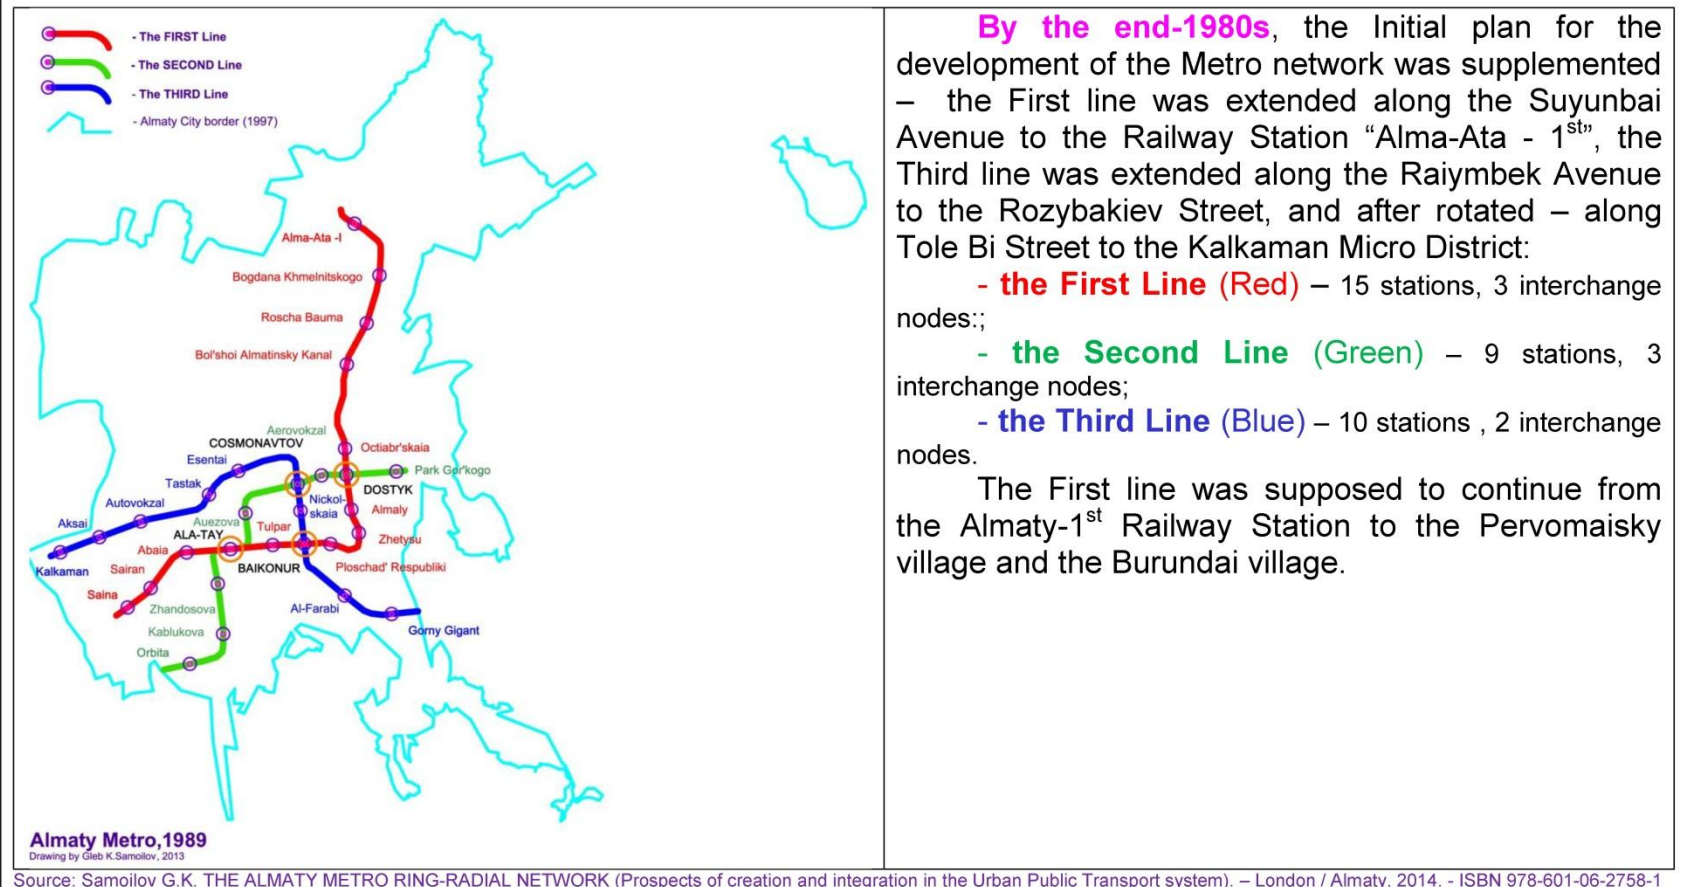 - The FIRST Line
- The SECOND Line
- The THIRD Line
- Almaty City border (1997)
Alma-Ata -I
Bogdana Khmelnitskogo
Roscha Bauma
Bol'shoi Almatinsky Kanal
Aerovokzal
COSMONAVTOV
Octiabr'skaia
Esentai
Park Gor'kogo
Tastak
DOSTYK
Autovokzal
Nickol-
skaia
Almaly
Aksai
Auezova
Tulpar
ALA-TAY
Zhetysu
Abaia
Kalkaman
Sairan
BAIKONUR
Ploschad' Respubliki
Saina
Zhandosova
Al-Farabi
Kablukova
Gorny Gigant
Orbita
Almaty Metro,1989
Drawing by Gleb K.Samoilov, 2013
By the end-1980s, the Initial plan for the
development of the Metro network was supplemented
– the First line was extended along the Suyunbai
Avenue to the Railway Station “Alma-Ata - 1st”, the
Third line was extended along the Raiymbek Avenue
to the Rozybakiev Street, and after rotated – along
Tole Bi Street to the Kalkaman Micro District:
- the First Line (Red) – 15 stations, 3 interchange
nodes:;
- the Second Line (Green) – 9 stations, 3
interchange nodes;
- the Third Line (Blue) – 10 stations , 2 interchange
nodes.
The First line was supposed to continue from
the Almaty-1st Railway Station to the Pervomaisky
village and the Burundai village.
Source: Samoilov G.K. THE ALMATY METRO RING-RADIAL NETWORK (Prospects of creation and integration in the Urban Public Transport system). – London / Almaty, 2014. - ISBN 978-601-06-2758-1